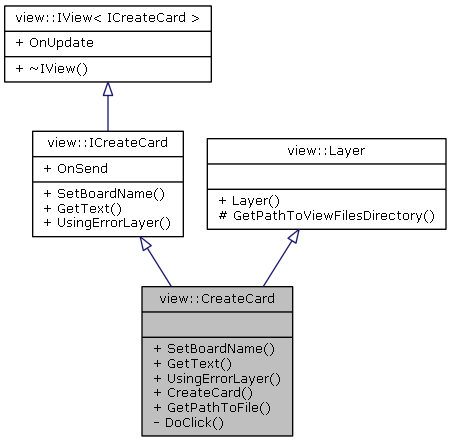 view::IView< ICreateCard >
+ OnUpdate
+ ~IView()
view::ICreateCard
+ OnSend
+ SetBoardName()
+ GetText()
+ UsingErrorLayer()
view::Layer
+ Layer()
# GetPathToViewFilesDirectory()
view::CreateCard
+ SetBoardName()
+ GetText()
+ UsingErrorLayer()
+ CreateCard()
+ GetPathToFile()
- DoClick()